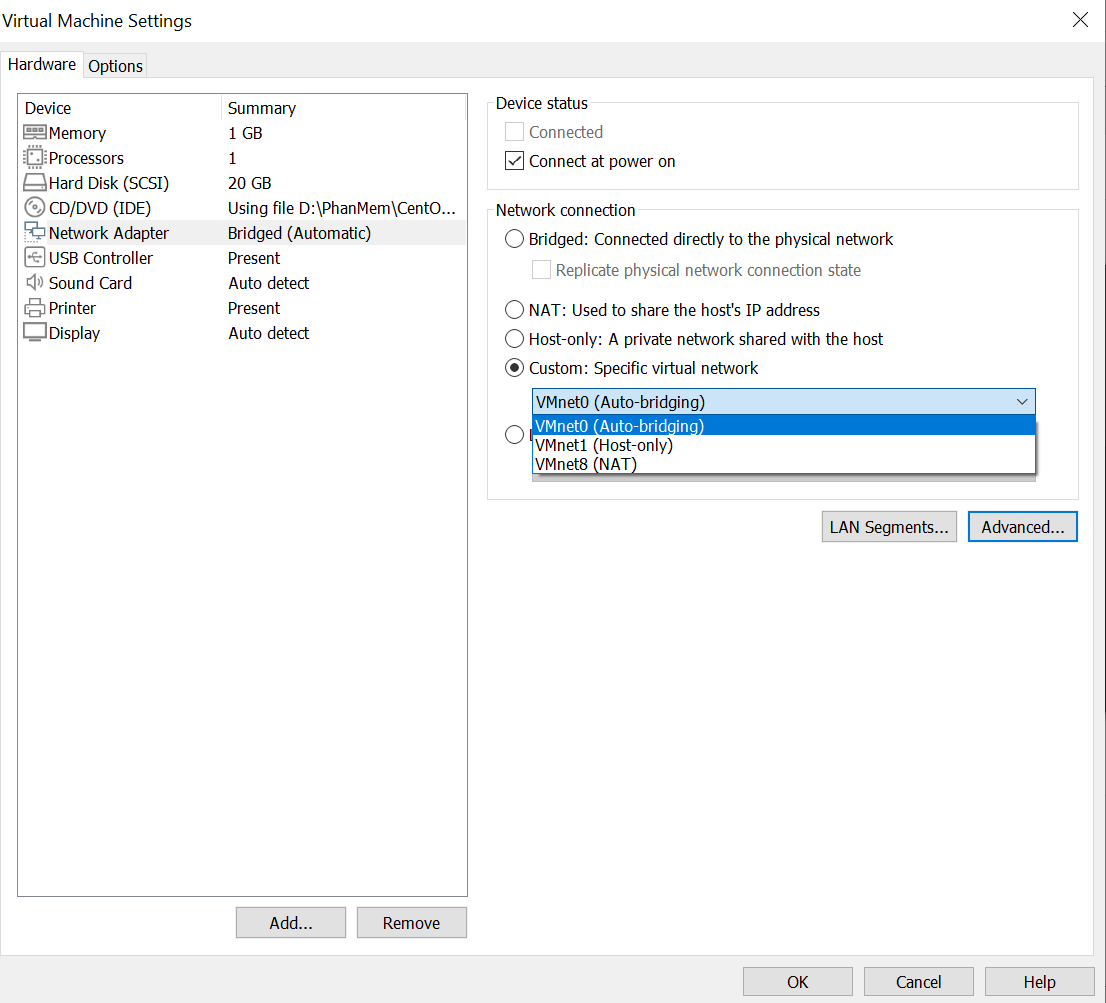 Virtual Machine Settings
Hardware Options
Device Summary
Memory 1 GB
Processors 1
Hard Disk (SCSI) 20 GB
CD/DVD (IDE) Using file D:\PhanMem\CentO...
Network Adapter Bridged (Automatic)
USB Controller Present
Sound Card Auto detect
Printer Present
Display Auto detect
Add... Remove
Device status
Connected
Connect at power on
Network connection
Bridged: Connected directly to the physical network
Replicate physical network connection state
NAT: Used to share the host's IP address
Host-only: A private network shared with the host
Custom: Specific virtual network
VMnet0 (Auto-bridging)
VMnet0 (Auto-bridging)
VMnet1 (Host-only)
VMnet8 (NAT)
LAN Segments... Advanced...
OK Cancel Help